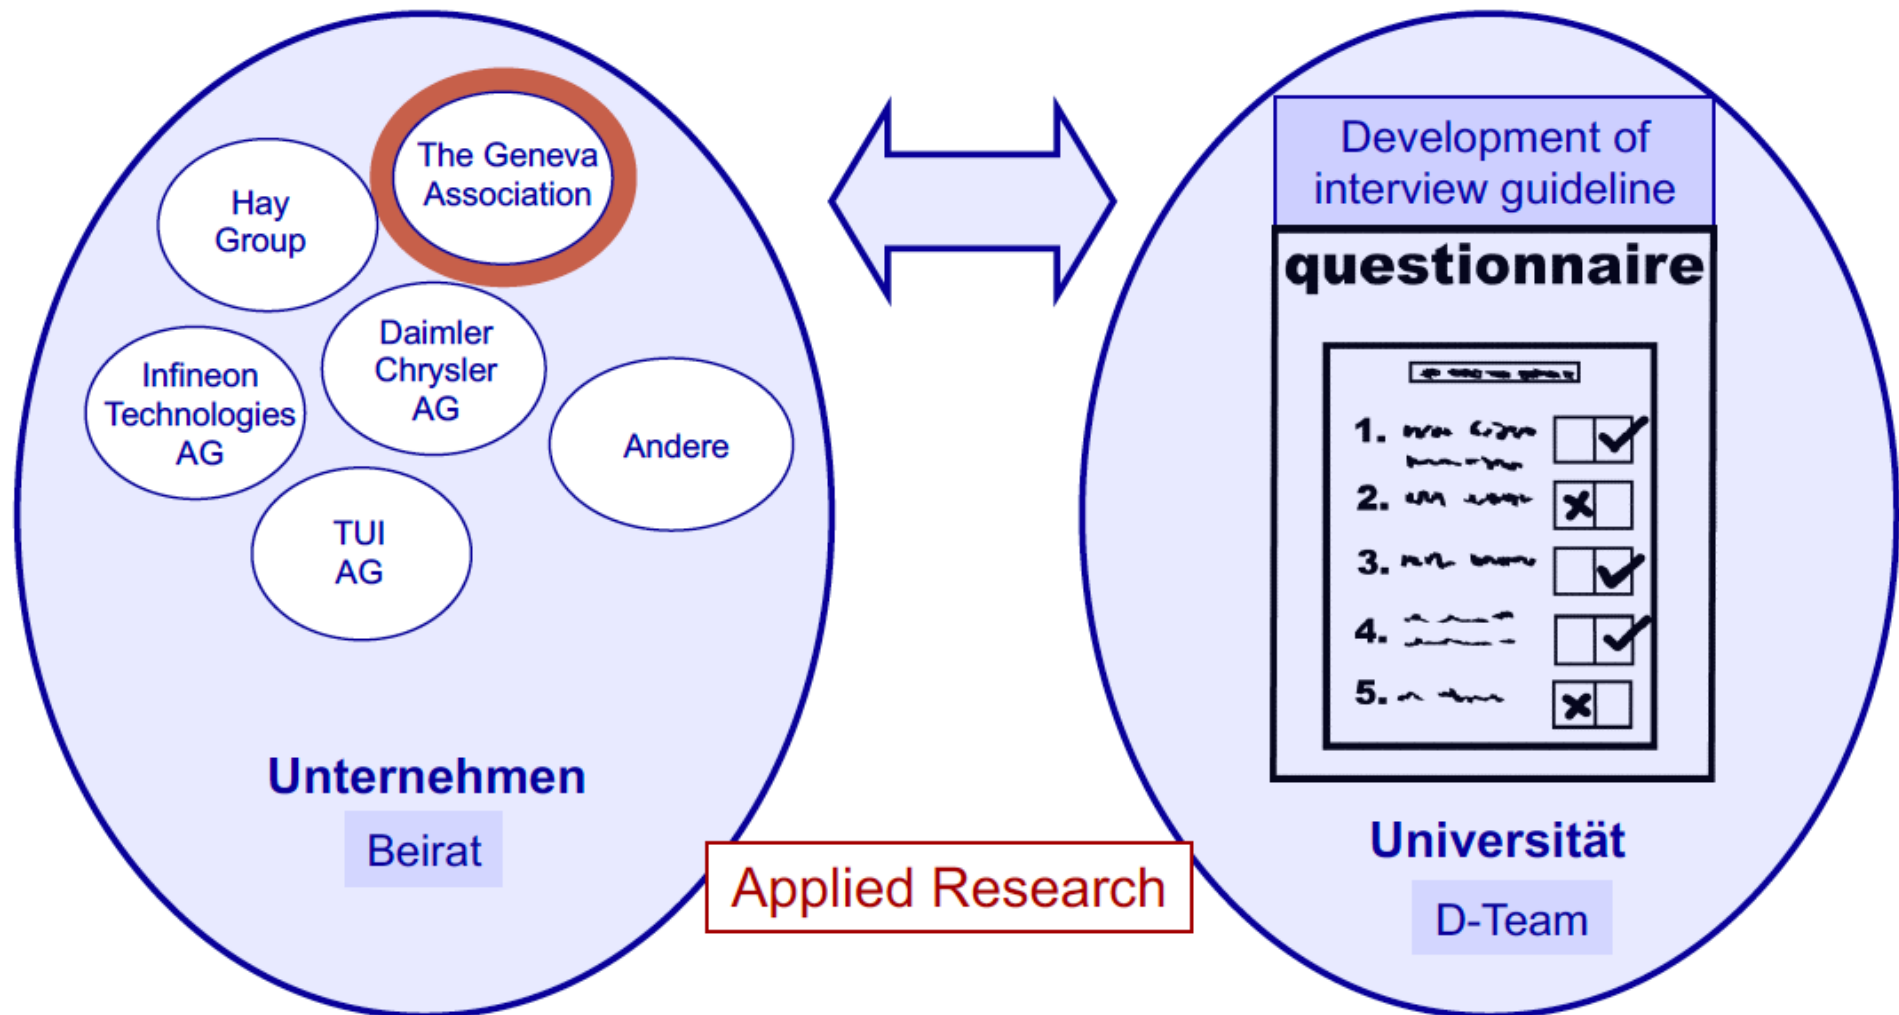 The Geneva
Association
Hay
Group
Daimler
Chrysler
AG
Infineon
Technologies
AG
Andere
TUI
AG
Unternehmen
Beirat
Applied Research
Development of
interview guideline
questionnaire
1.
2.
3.
4.
5.
Universität
D-Team